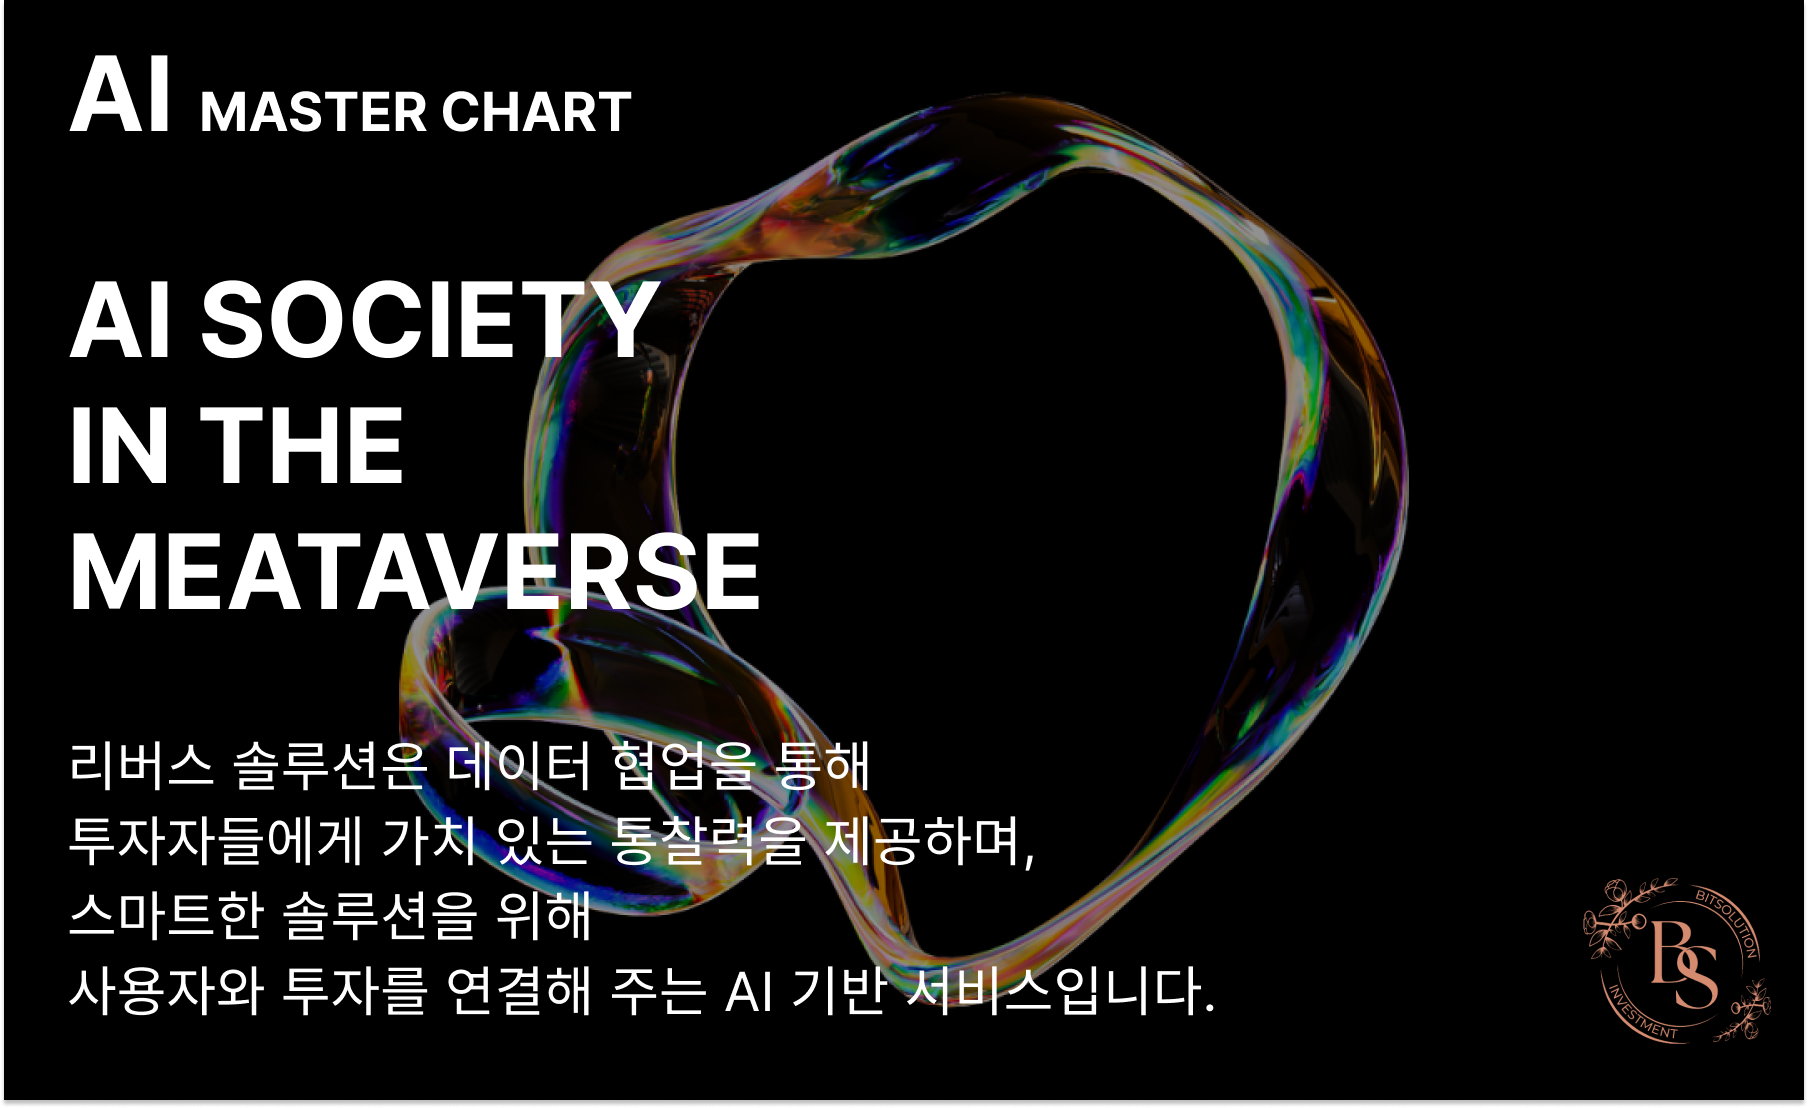 AI MASTER CHART
AI SOCIETY
IN THE
MEATAVERSE
리버스 솔루션은 데이터 협업을 통해
투자자들에게 가치 있는 통찰력을 제공하며,
스마트한 솔루션을 위해
사용자와 투자를 연결해 주는 AI 기반 서비스입니다.
BITSOLUTION
BS
INVESTMENT